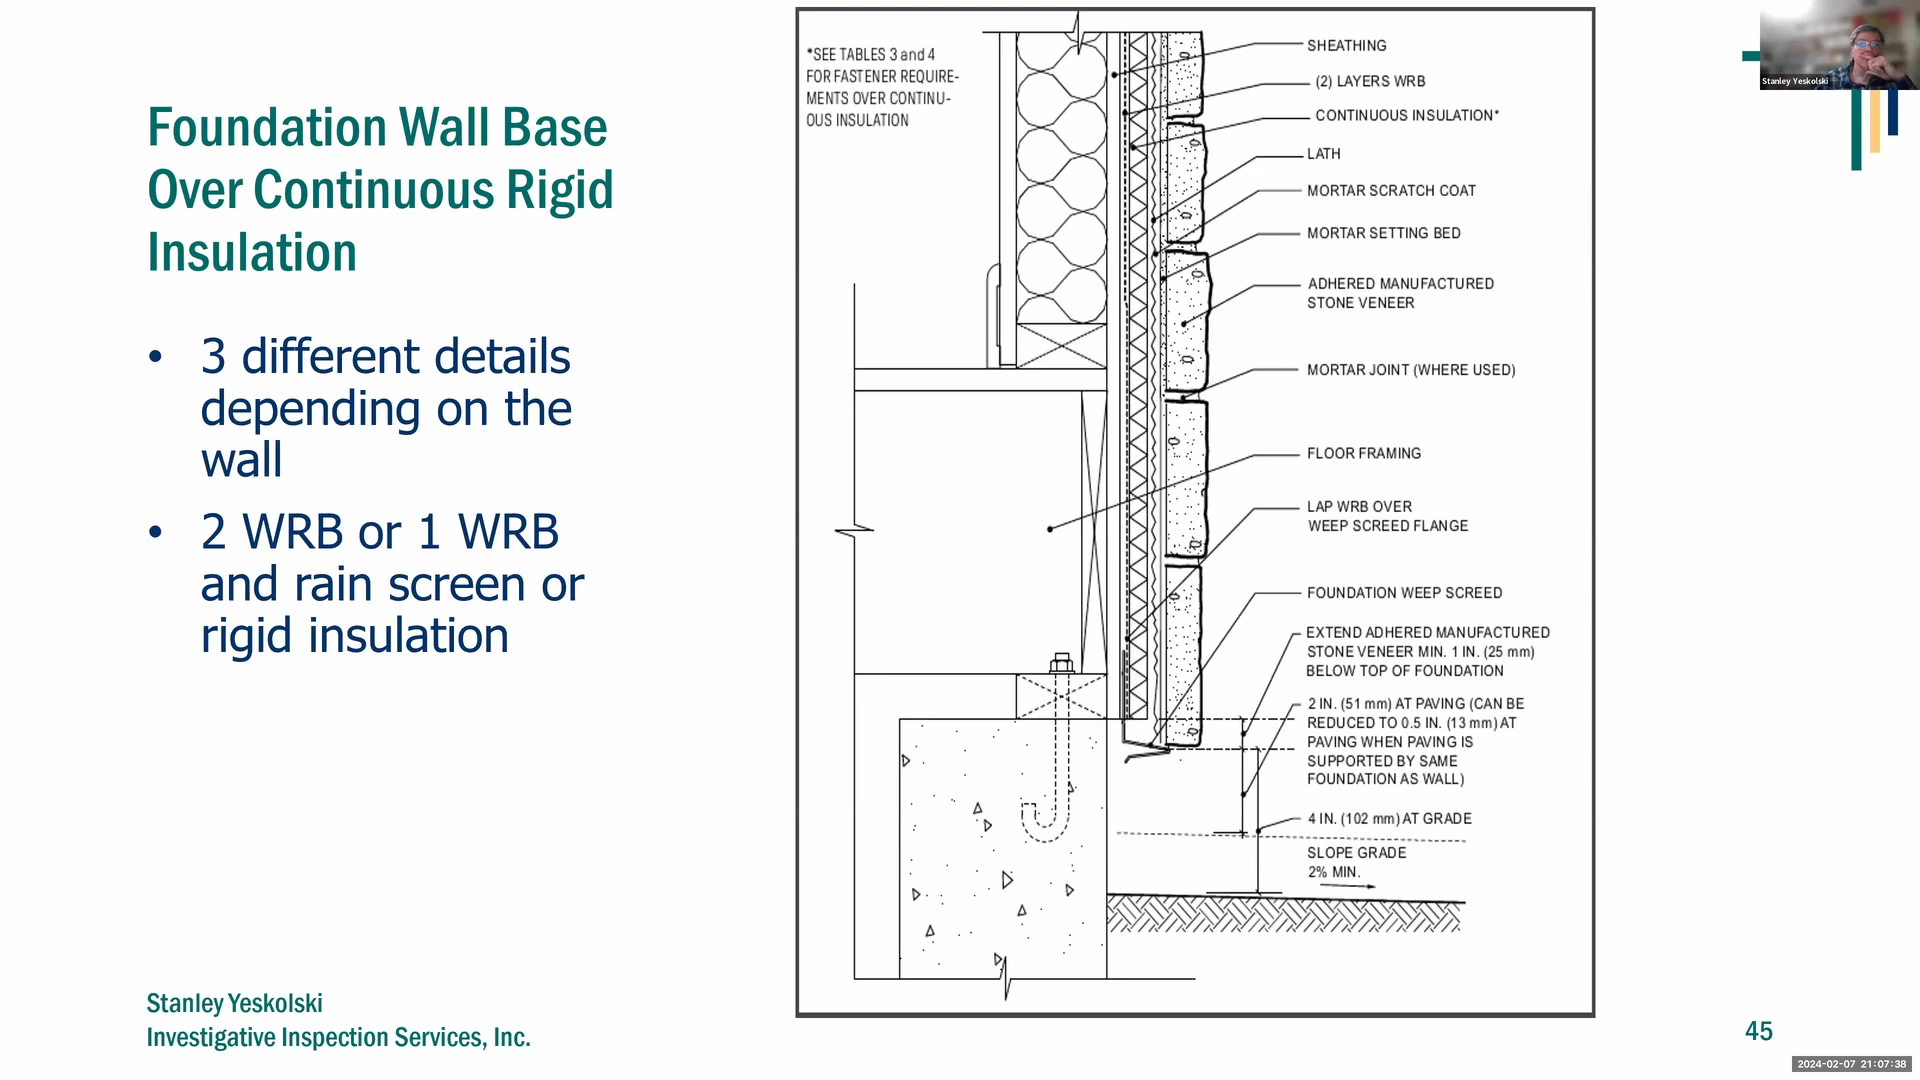 Foundation Wall Base
Over Continuous Rigid
Insulation
• 3 different details
depending on the
wall
• 2 WRB or 1 WRB
and rain screen or
rigid insulation
Stanley Yeskolski
Investigative Inspection Services, Inc.
*SEE TABLES 3 and 4
FOR FASTENER REQUIRE-
MENTS OVER CONTINU-
OUS INSULATION
SHEATHING
(2) LAYERS WRB
CONTINUOUS INSULATION*
LATH
MORTAR SCRATCH COAT
MORTAR SETTING BED
ADHERED MANUFACTURED
STONE VENEER
MORTAR JOINT (WHERE USED)
FLOOR FRAMING
LAP WRB OVER
WEEP SCREED FLANGE
FOUNDATION WEEP SCREED
EXTEND ADHERED MANUFACTURED
STONE VENEER MIN. 1 IN. (25 mm)
BELOW TOP OF FOUNDATION
2 IN. (51 mm) AT PAVING (CAN BE
REDUCED TO 0.5 IN. (13 mm) AT
PAVING WHEN PAVING IS
SUPPORTED BY SAME
FOUNDATION AS WALL)
4 IN. (102 mm) AT GRADE
SLOPE GRADE
2% MIN.
Stanley Yeskolski
45
2024-02-07 21:07:38